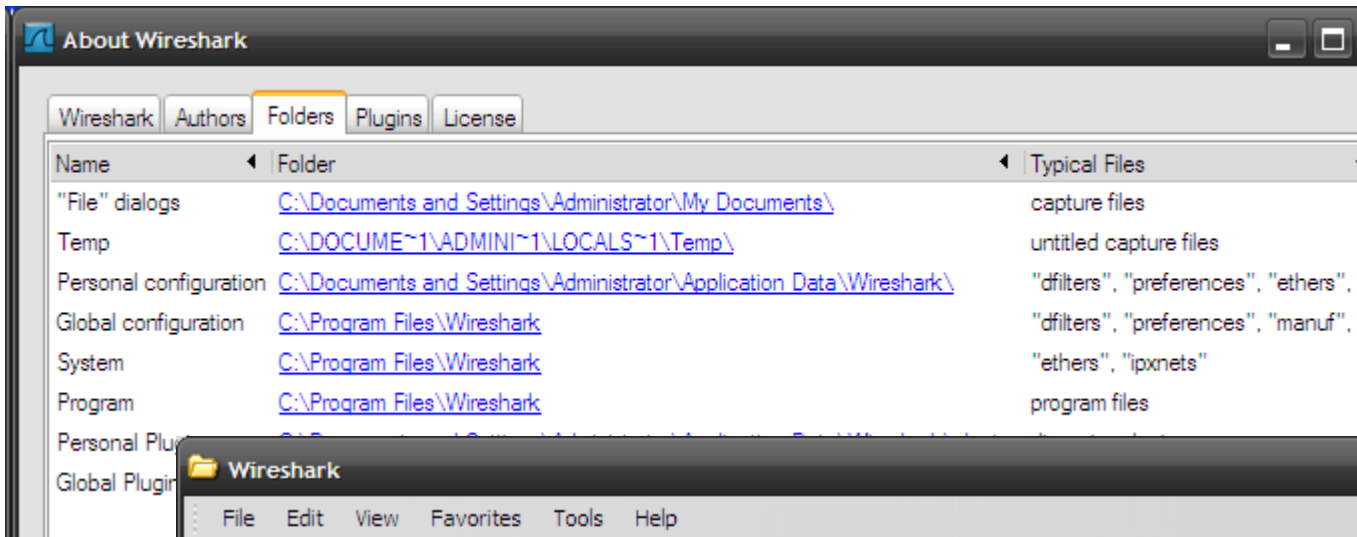 About Wireshark
Wireshark Authors Folders Plugins License
Name Folder Typical Files
"File" dialogs C:\Documents and Settings\Administrator\My Documents\ capture files
Temp C:\DOCUME~1\ADMINI~1\LOCALS~1\Temp\ untitled capture files
Personal configuration C:\Documents and Settings\Administrator\Application Data\Wireshark\ "dfilters", "preferences", "ethers",
Global configuration C:\Program Files\Wireshark "dfilters", "preferences", "manuf",
System C:\Program Files\Wireshark "ethers", "ipxnets"
Program C:\Program Files\Wireshark program files
Personal
Global Plugin
Wireshark
File Edit View Favorites Tools Help